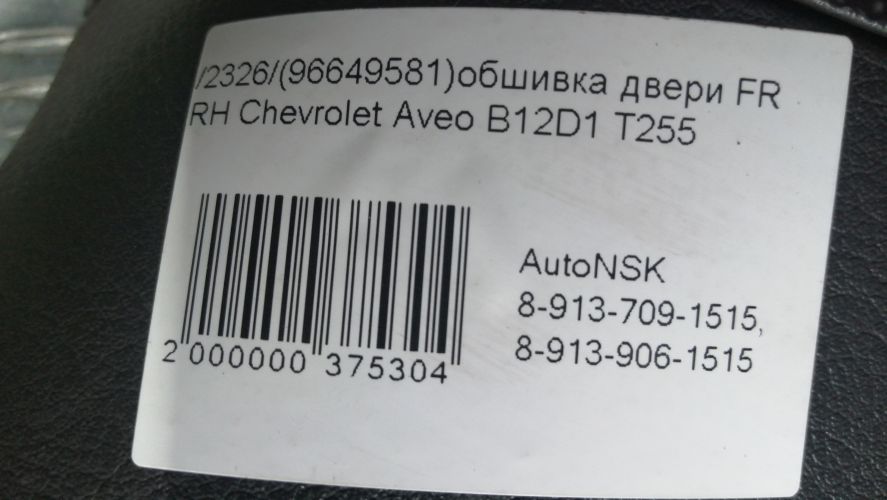 /2326/(96649581)обшивка двери FR
RH Chevrolet Aveo B12D1 T255
AutoNSK
8-913-709-1515,
8-913-906-1515
2 000000 375304